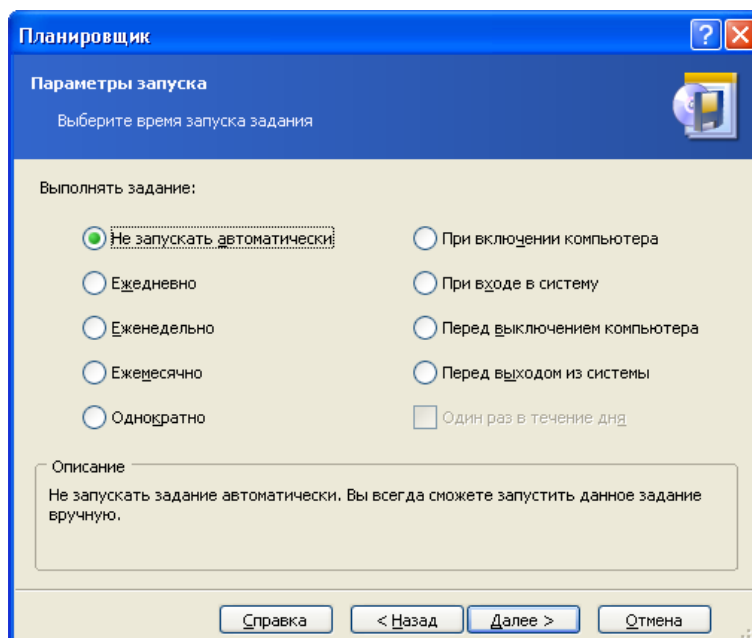 Планировщик
Параметры запуска
Выберите время запуска задания
Выполнять задание:
Не запускать автоматически
Ежедневно
Еженедельно
Ежемесячно
Однократно
При включении компьютера
При входе в систему
Перед выключением компьютера
Перед выходом из системы
Один раз в течение дня
Описание
Не запускать задание автоматически. Вы всегда сможете запустить данное задание
вручную.
Справка
< Назад
Далее >
Отмена